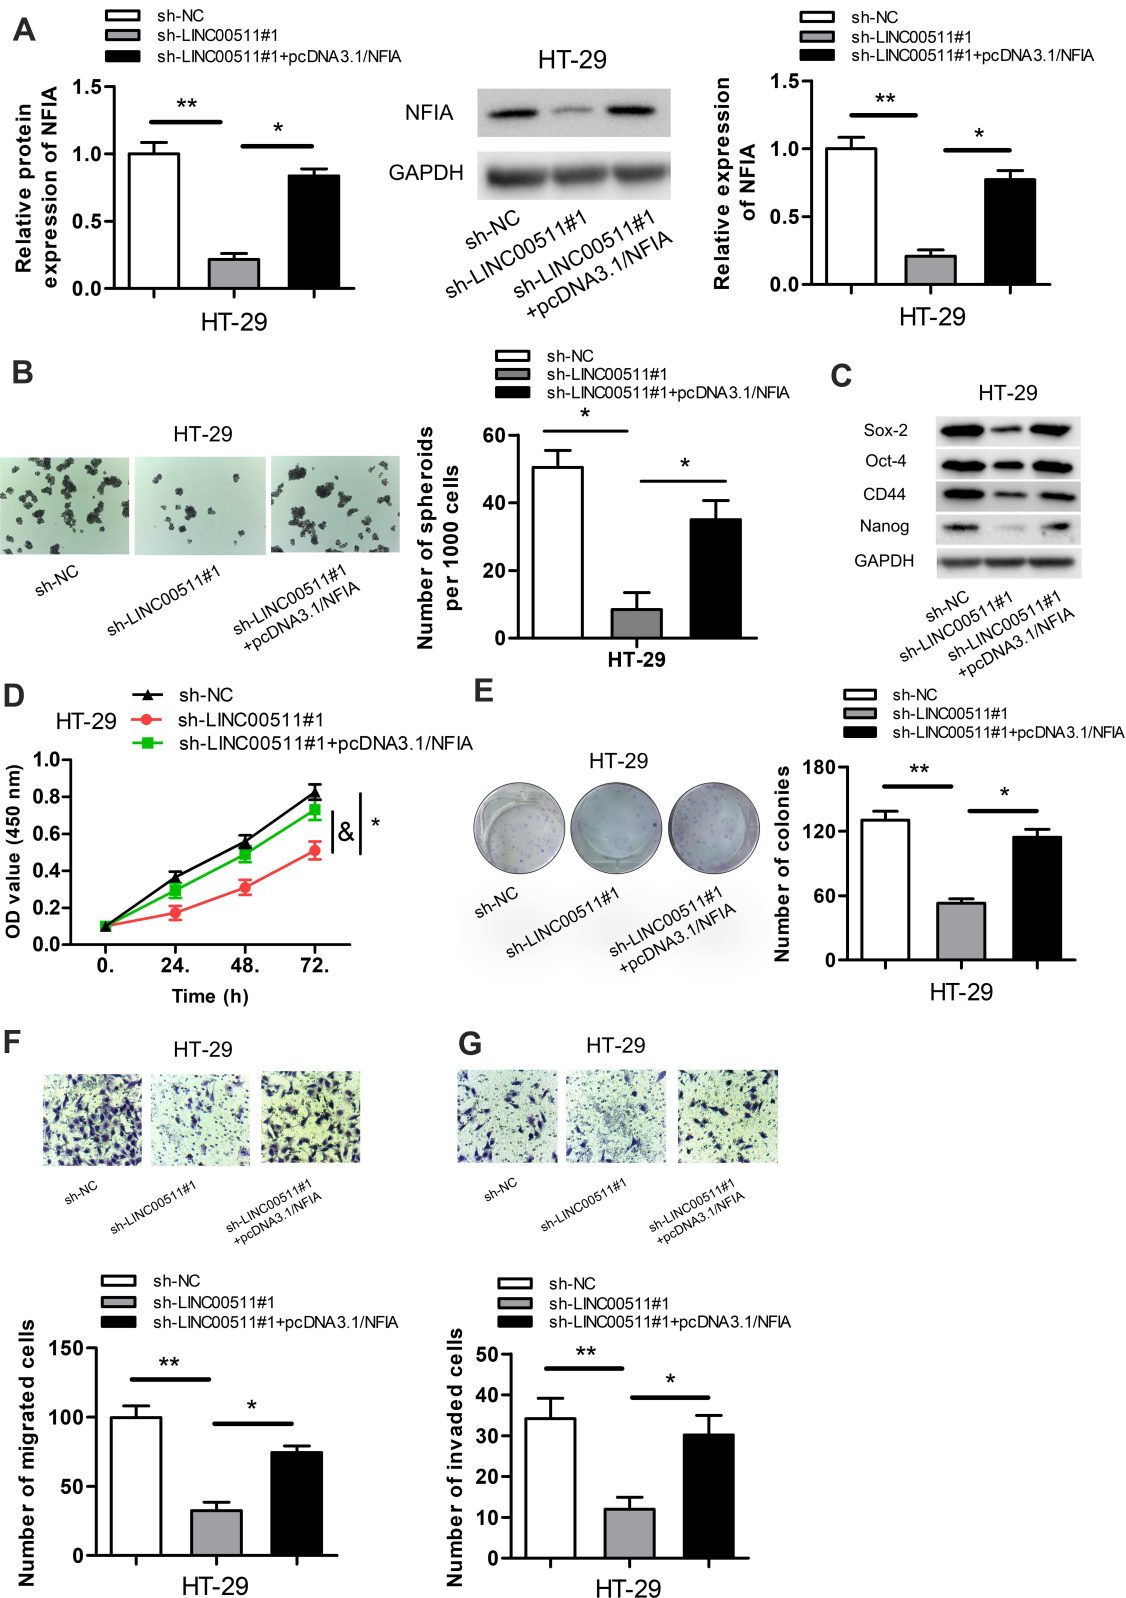 A
sh-NC
sh-LINC00511#1
sh-LINC00511#1+pcDNA3.1/NFIA
Relative protein
expression of NFIA
1.5
1.0
0.5
0.0
**
*
HT-29
HT-29
NFIA
GAPDH
sh-NC
sh-LINC00511#1
sh-LINC00511#1
+pcDNA3.1/NFIA
sh-NC
sh-LINC00511#1
sh-LINC00511#1+pcDNA3.1/NFIA
Relative expression
of NFIA
1.5
1.0
0.5
0.0
**
*
HT-29
B
HT-29
sh-NC
sh-LINC00511#1
sh-LINC00511#1
+pcDNA3.1/NFIA
sh-NC
sh-LINC00511#1
sh-LINC00511#1+pcDNA3.1/NFIA
Number of spheroids
per 1000 cells
60
40
20
0
*
*
HT-29
C
HT-29
Sox-2
Oct-4
CD44
Nanog
GAPDH
sh-NC
sh-LINC00511#1
sh-LINC00511#1
+pcDNA3.1/NFIA
D
HT-29
sh-NC
sh-LINC00511#1
sh-LINC00511#1+pcDNA3.1/NFIA
OD value (450 nm)
1.0
0.8
0.6
0.4
0.2
0.0
& *
0. 24. 48. 72.
Time (h)
E
HT-29
sh-NC
sh-LINC00511#1
sh-LINC00511#1
+pcDNA3.1/NFIA
sh-NC
sh-LINC00511#1
sh-LINC00511#1+pcDNA3.1/NFIA
Number of colonies
180
120
60
0
**
*
HT-29
F
HT-29
sh-NC
sh-LINC00511#1
sh-LINC00511#1
+pcDNA3.1/NFIA
sh-NC
sh-LINC00511#1
sh-LINC00511#1+pcDNA3.1/NFIA
Number of migrated cells
150
100
50
0
**
*
HT-29
G
HT-29
sh-NC
sh-LINC00511#1
sh-LINC00511#1
+pcDNA3.1/NFIA
sh-NC
sh-LINC00511#1
sh-LINC00511#1+pcDNA3.1/NFIA
Number of invaded cells
50
40
30
20
10
0
**
*
HT-29